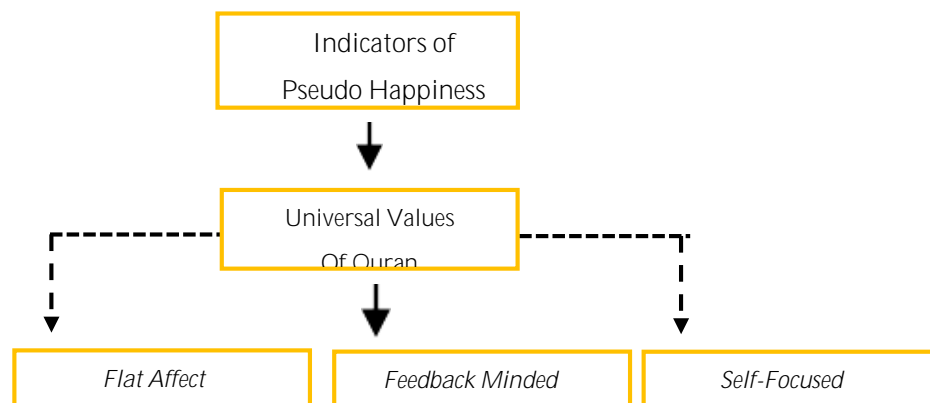 Indicators of
Pseudo Happiness
Universal Values
Of Quran
Flat Affect
Feedback Minded
Self-Focused